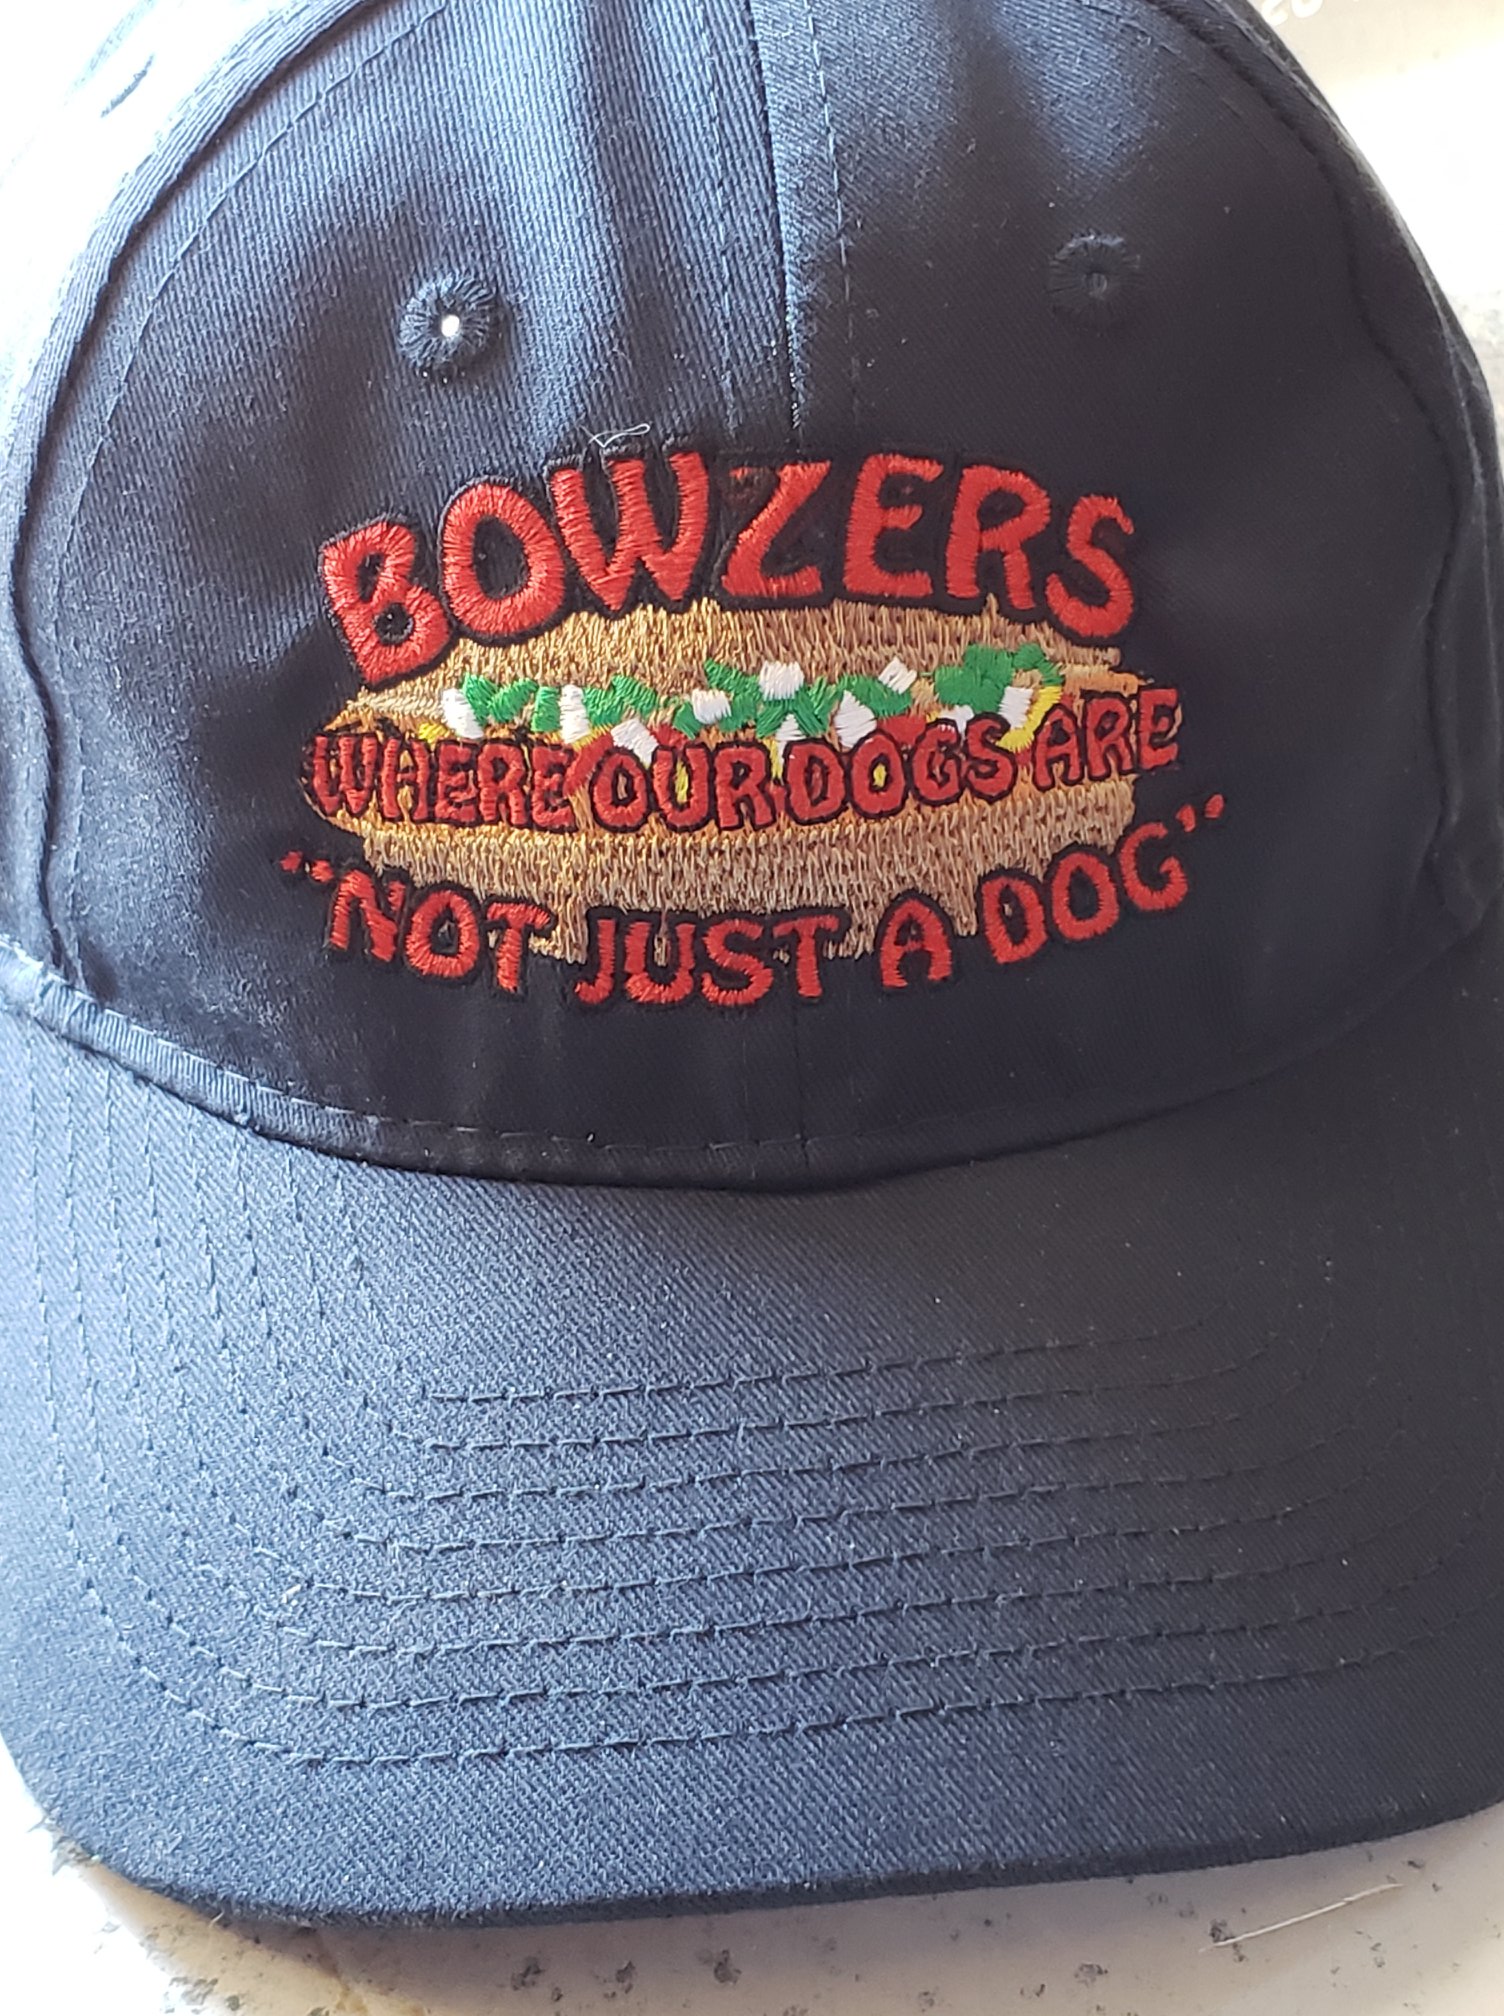 BOWZERS
WHERE OUR DOGS ARE
"NOT JUST A DOG"